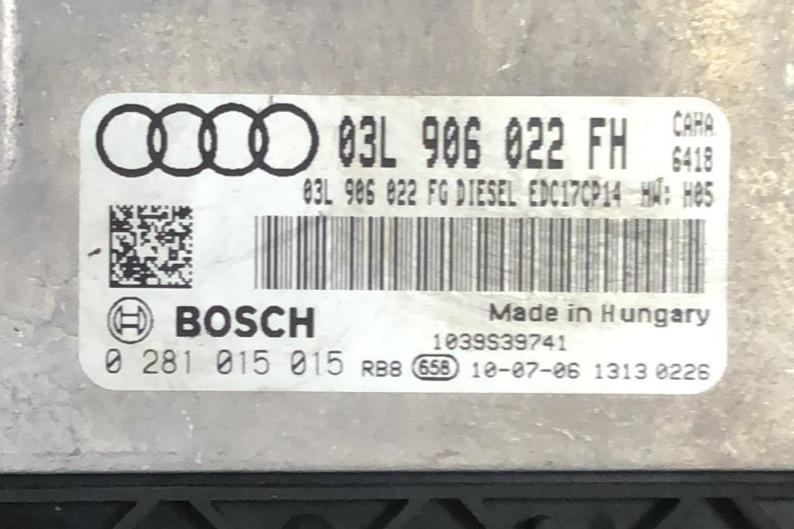 03L 906 022 FH CAHA
6418
03L 906 022 FG DIESEL EDC17CP14 HW: H05
BOSCH
Made in Hungary
1039S39741
0 281 015 015 RB8 658 10-07-06 1313 0226